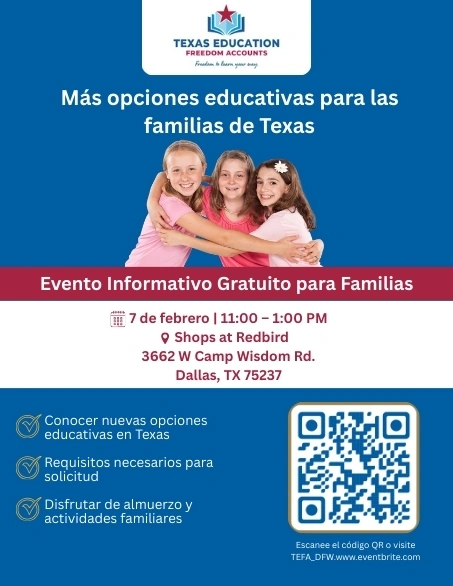 TEXAS EDUCATION
FREEDOM ACCOUNTS
Freedom to learn your way.
Más opciones educativas para las
familias de Texas
Evento Informativo Gratuito para Familias
7 de febrero | 11:00 – 1:00 PM
Shops at Redbird
3662 W Camp Wisdom Rd.
Dallas, TX 75237
Conocer nuevas opciones
educativas en Texas
Requisitos necesarios para
solicitud
Disfrutar de almuerzo y
actividades familiares
Escanee el código QR o visite
TEFA_DFW.www.eventbrite.com